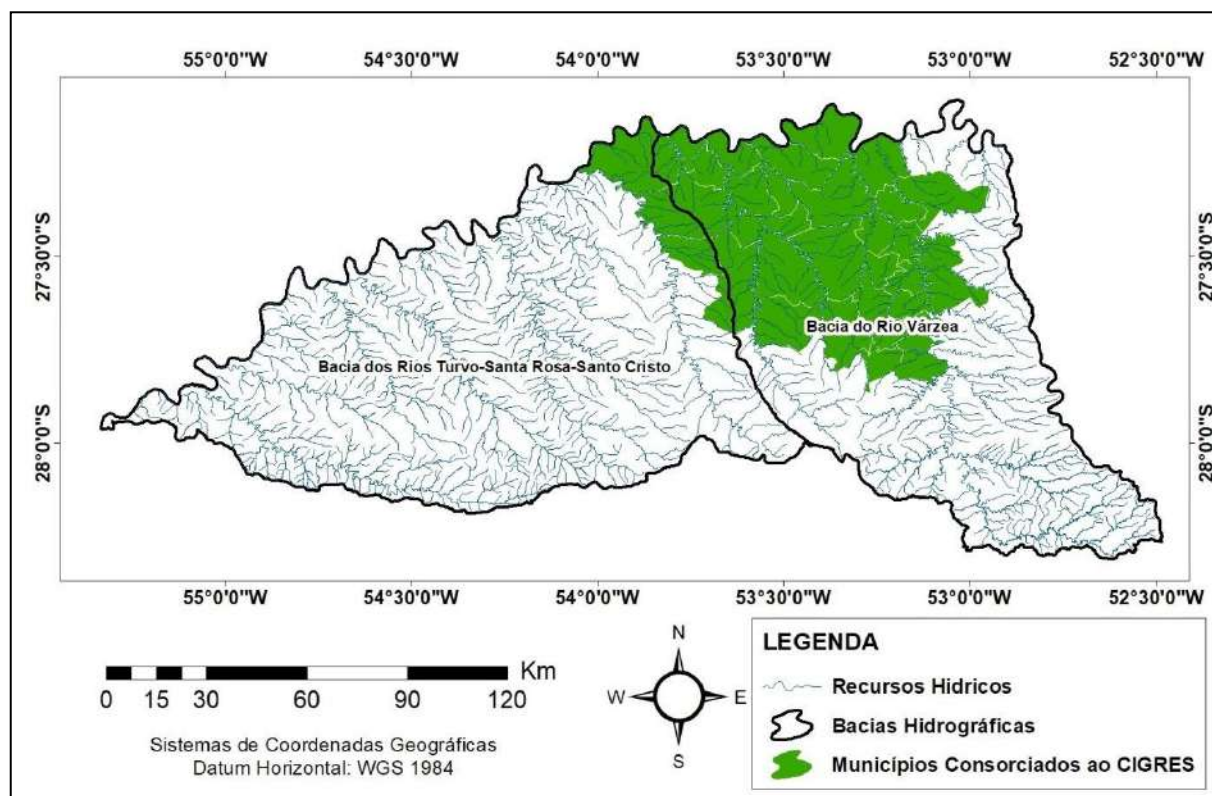 55°0'0"W 54°30'0"W 54°0'0"W 53°30'0"W 53°0'0"W 52°30'0"W
27°30'0"S 27°30'0"S
Bacia do Rio Várzea
Bacia dos Rios Turvo-Santa Rosa-Santo Cristo
28°0'0"S 28°0'0"S
55°0'0"W 54°30'0"W 54°0'0"W 53°30'0"W 53°0'0"W 52°30'0"W
Km
0 15 30 60 90 120
Sistemas de Coordenadas Geográficas
Datum Horizontal: WGS 1984
N
W E
S
LEGENDA
Recursos Hídricos
Bacias Hidrográficas
Municípios Consorciados ao CIGRES